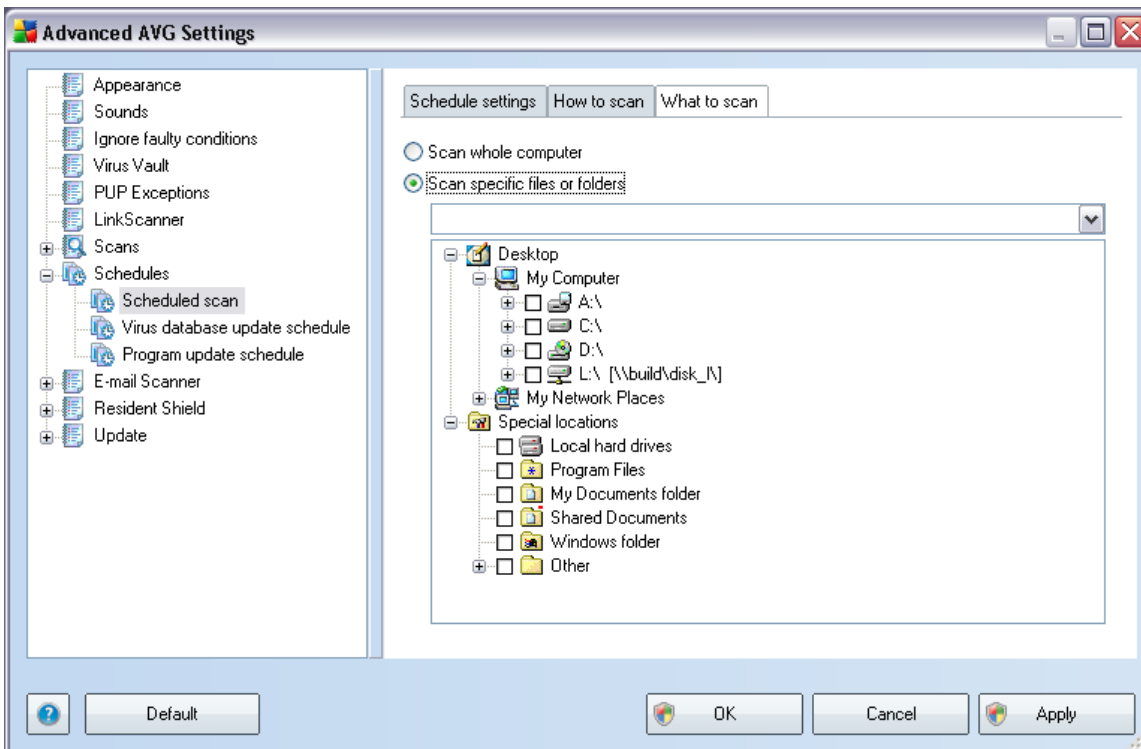 Advanced AVG Settings
Appearance
Sounds
Ignore faulty conditions
Virus Vault
PUP Exceptions
LinkScanner
Scans
Schedules
Scheduled scan
Virus database update schedule
Program update schedule
E-mail Scanner
Resident Shield
Update
Schedule settings
How to scan
What to scan
Scan whole computer
Scan specific files or folders
Desktop
My Computer
A:\
C:\
D:\
L:\ [\\build\disk_l\]
My Network Places
Special locations
Local hard drives
Program Files
My Documents folder
Shared Documents
Windows folder
Other
Default
OK
Cancel
Apply